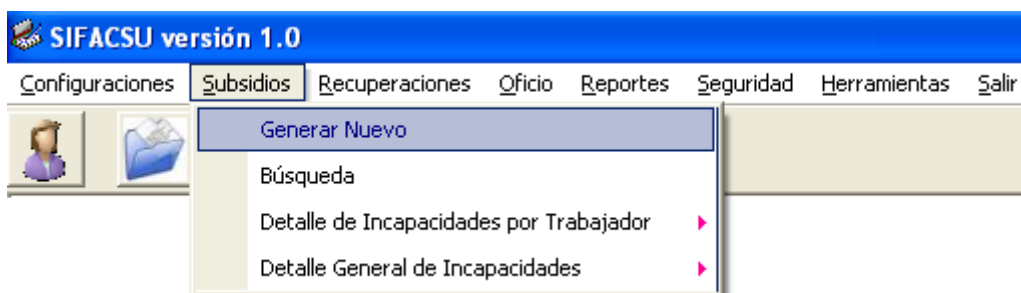 SIFACSU versión 1.0
Configuraciones Subsidios Recuperaciones Oficio Reportes Seguridad Herramientas Salir
Generar Nuevo
Búsqueda
Detalle de Incapacidades por Trabajador
Detalle General de Incapacidades